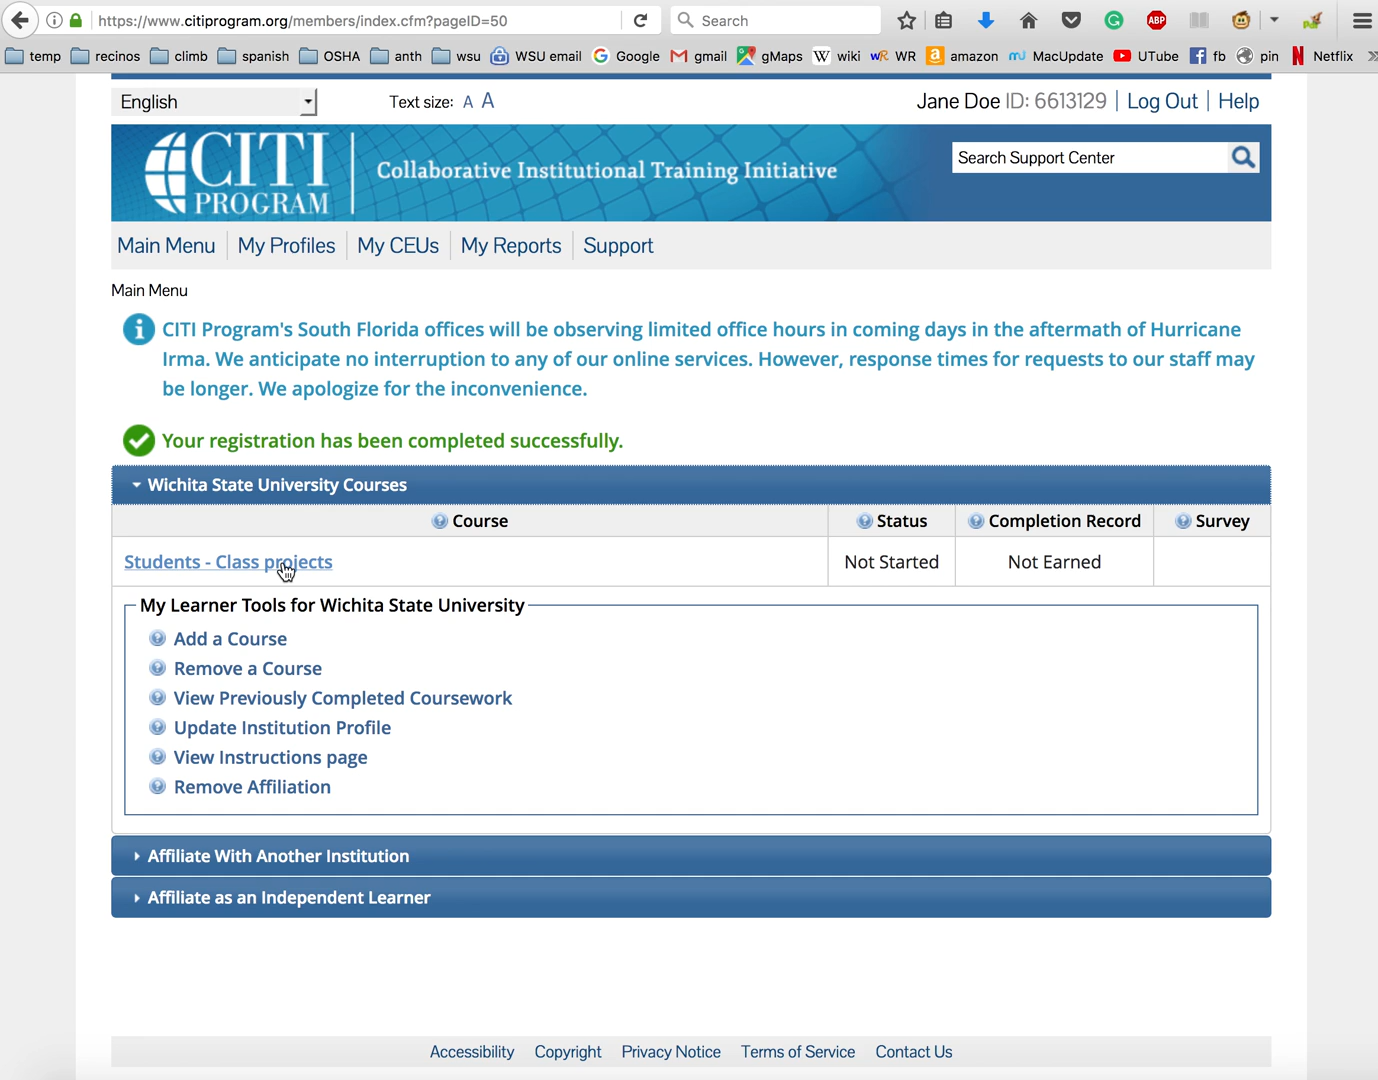 https://www.citiprogram.org/members/index.cfm?pageID=50
Search
ABP
temp recinos climb spanish OSHA anth wsu WSU email Google gmail gMaps wiki WR amazon MacUpdate UTube fb pin Netflix
English
Text size: A A
Jane Doe ID: 6613129 | Log Out | Help
CITI PROGRAM
Collaborative Institutional Training Initiative
Search Support Center
Main Menu My Profiles My CEUs My Reports Support
Main Menu
CITI Program's South Florida offices will be observing limited office hours in coming days in the aftermath of Hurricane
Irma. We anticipate no interruption to any of our online services. However, response times for requests to our staff may
be longer. We apologize for the inconvenience.
Your registration has been completed successfully.
Wichita State University Courses
Course Status Completion Record Survey
Students - Class projects Not Started Not Earned
My Learner Tools for Wichita State University
Add a Course
Remove a Course
View Previously Completed Coursework
Update Institution Profile
View Instructions page
Remove Affiliation
Affiliate With Another Institution
Affiliate as an Independent Learner
Accessibility Copyright Privacy Notice Terms of Service Contact Us